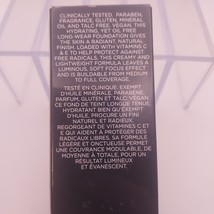 CLINICALLY TESTED. PARABEN,
FRAGRANCE, GLUTEN, MINERAL
OIL AND TALC FREE. VEGAN. THIS
HYDRATING, YET OIL FREE
LONG-WEAR FOUNDATION GIVES
THE SKIN A RADIANT, NATURAL
FINISH. LOADED WITH VITAMINS C
& E TO HELP PROTECT AGAINST
FREE RADICALS, THIS CREAMY AND
LIGHTWEIGHT FORMULA LEAVES A
LUMINOUS, SOFT FOCUS EFFECT
AND IS BUILDABLE FROM MEDIUM
TO FULL COVERAGE.
TESTÉ EN CLINIQUE. EXEMPT
D'HUILE MINÉRALE, PARABENE,
PARFUM, GLUTEN ET TALC. VEGAN.
CE FOND DE TEINT LONGUE TENUE,
HYDRATANT BIEN QU'EXEMPT
D'HUILE, PROCURE UN FINI
NATUREL ET RADIEUX.
REGORGEANT DE VITAMINES C ET
E QUI AIDENT À PROTÉGER DES
RADICAUX LIBRES, SA FORMULE
LÉGÈRE ET ONCTUEUSE PERMET
UNE COUVRANCE MODULABLE, DE
MOYENNE À TOTALE, POUR UN
RÉSULTAT LUMINEUX
ET ÉVANESCENT.